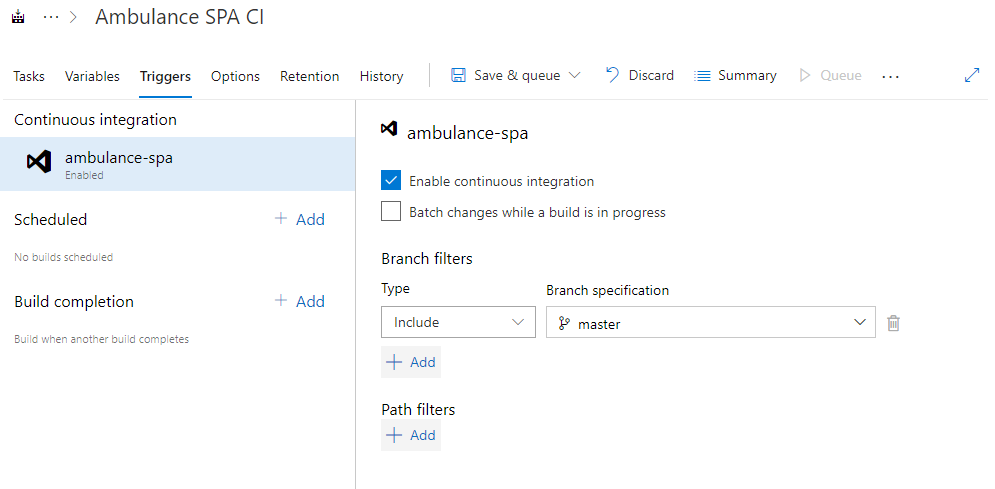 ... > Ambulance SPA CI
Tasks Variables Triggers Options Retention History Save & queue Discard Summary Queue ...
Continuous integration
ambulance-spa
Enabled
Scheduled + Add
No builds scheduled
Build completion + Add
Build when another build completes
ambulance-spa
Enable continuous integration
Batch changes while a build is in progress
Branch filters
Type Branch specification
Include master
+ Add
Path filters
+ Add